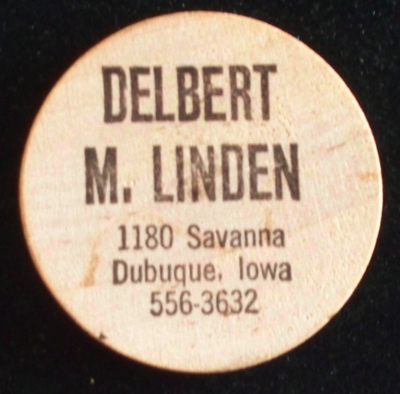 DELBERT
M. LINDEN
1180 Savanna
Dubuque, Iowa
556-3632